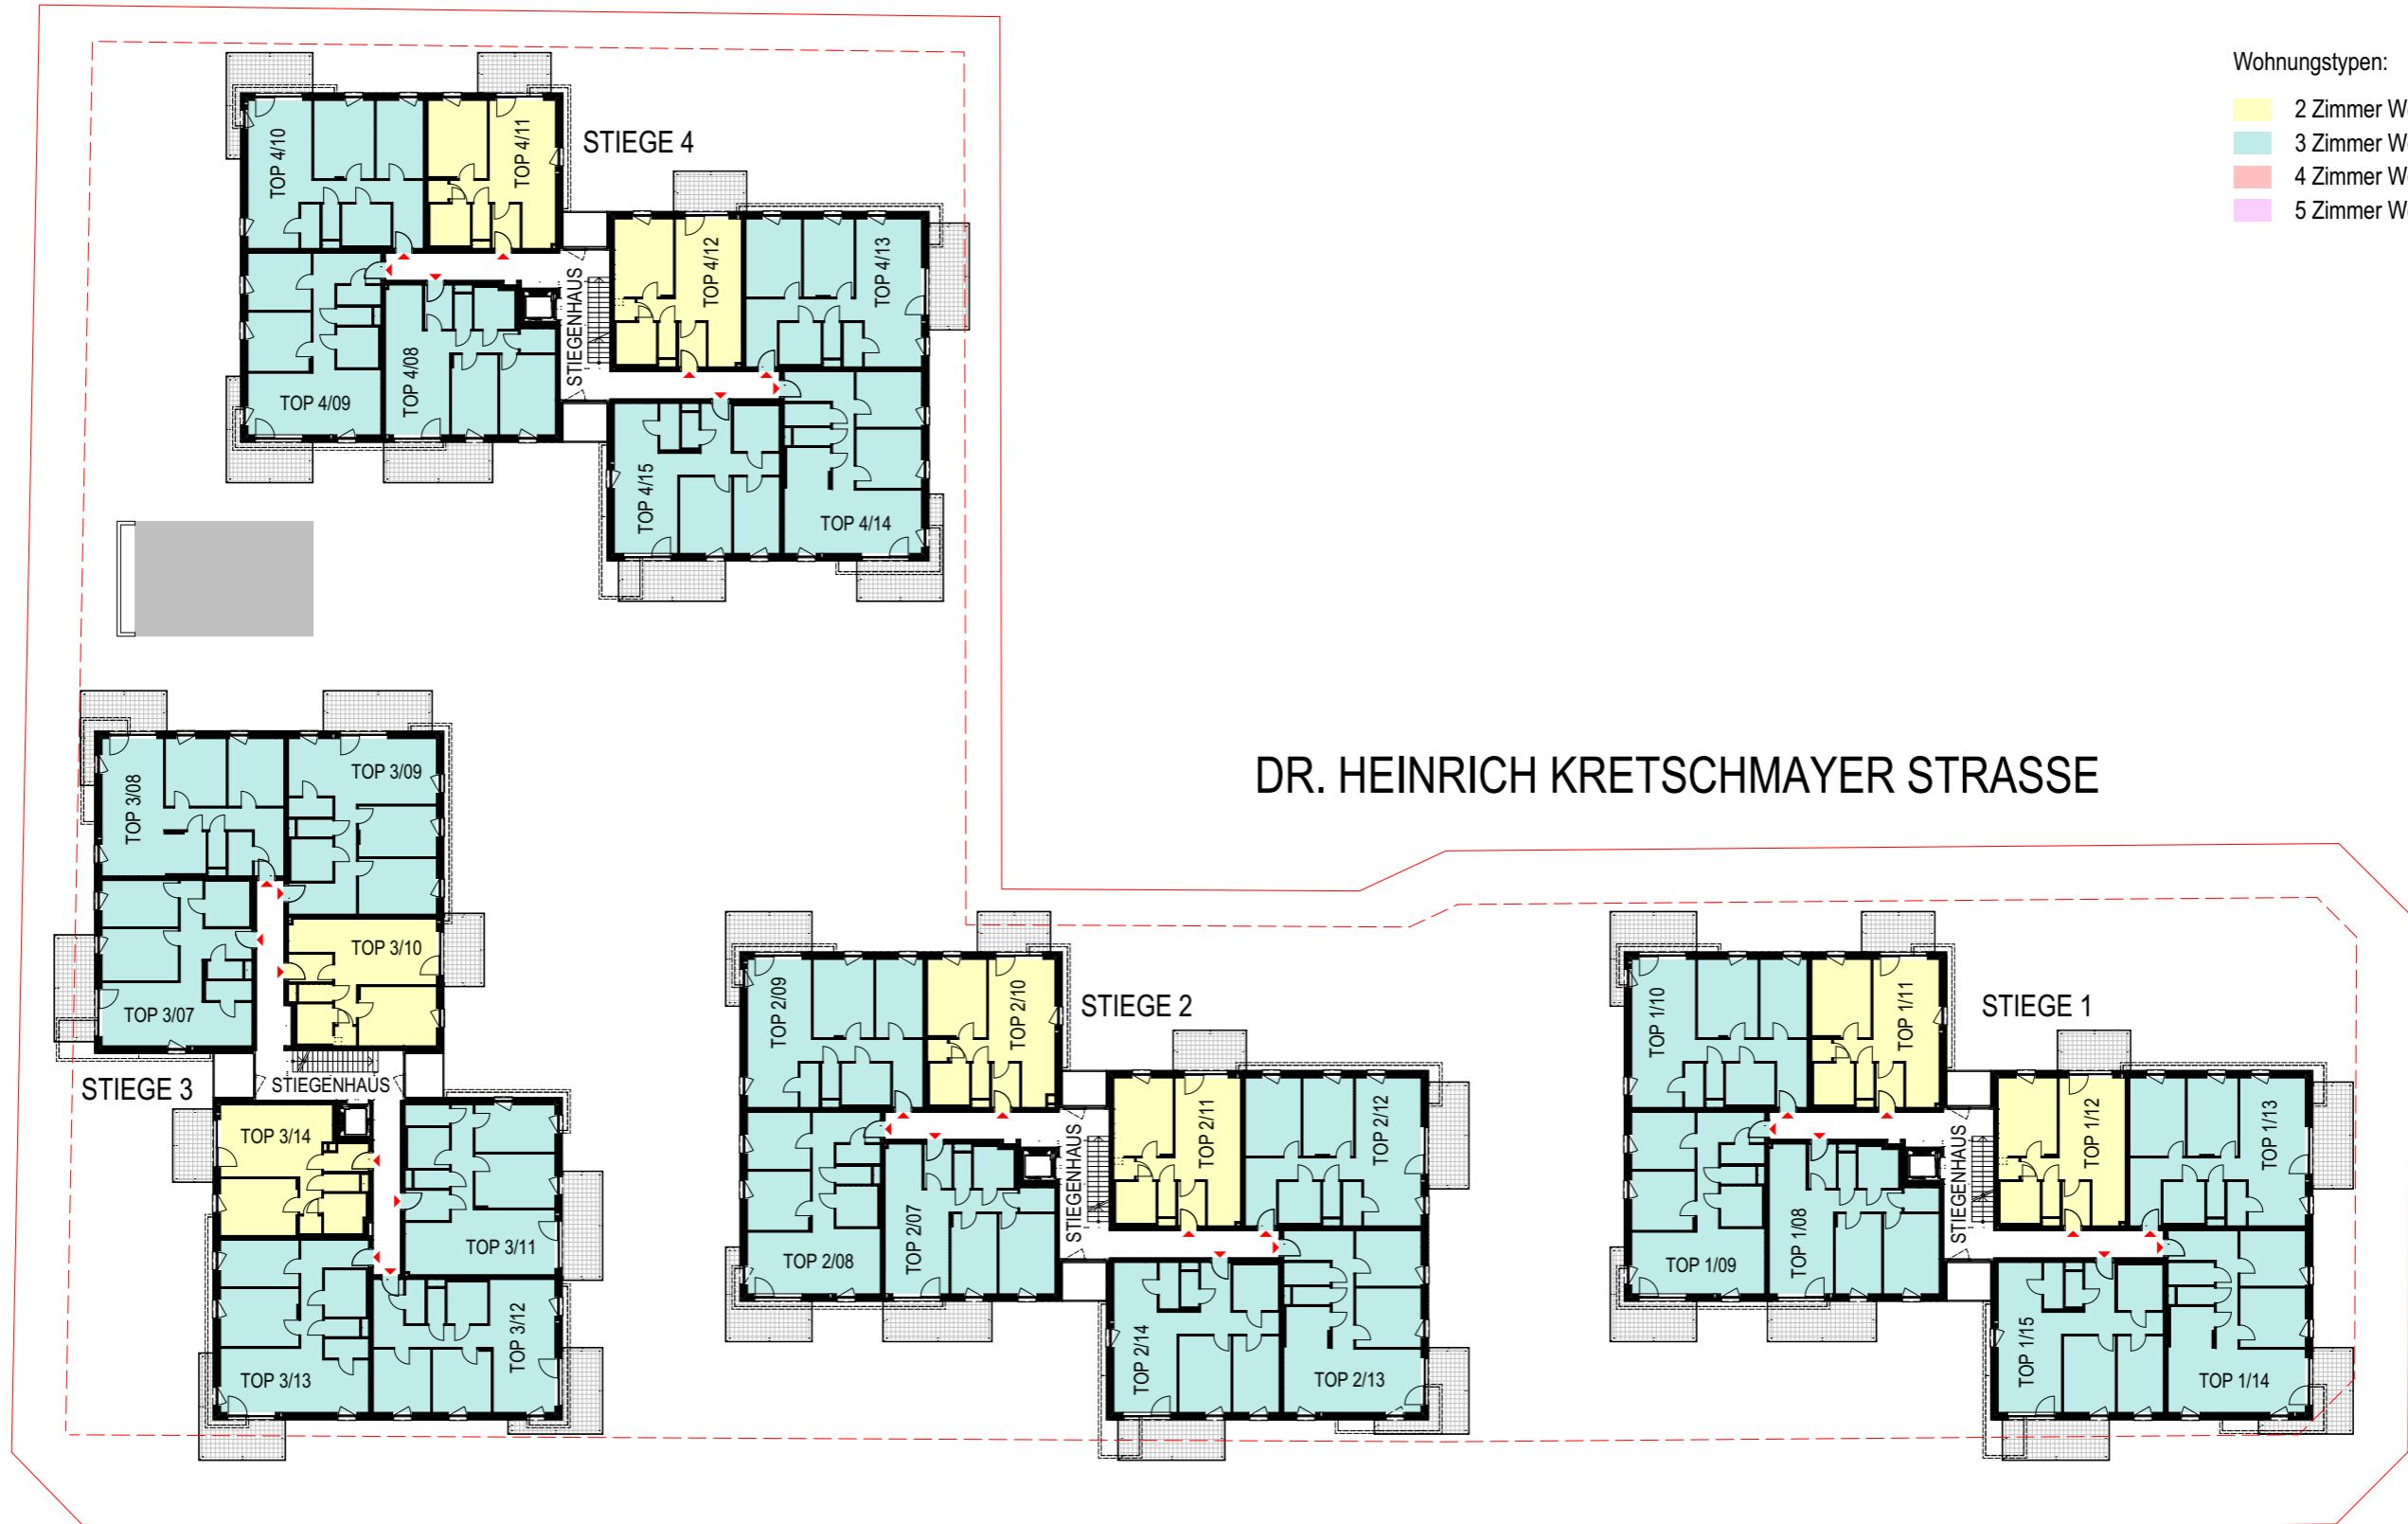 Wohnungstypen:
2 Zimmer W
3 Zimmer W
4 Zimmer W
5 Zimmer W
STIEGE 4
TOP 4/10
TOP 4/11
TOP 4/12
TOP 4/13
STIEGENHAUS
TOP 4/09
TOP 4/08
TOP 4/15
TOP 4/14
DR. HEINRICH KRETSCHMAYER STRASSE
TOP 3/08
TOP 3/09
TOP 3/10
TOP 3/07
STIEGE 3
STIEGENHAUS
TOP 3/14
TOP 3/11
TOP 3/13
TOP 3/12
STIEGE 2
TOP 2/09
TOP 2/10
TOP 2/11
TOP 2/12
STIEGENHAUS
TOP 2/08
TOP 2/07
TOP 2/14
TOP 2/13
STIEGE 1
TOP 1/10
TOP 1/11
TOP 1/12
TOP 1/13
STIEGENHAUS
TOP 1/09
TOP 1/08
TOP 1/15
TOP 1/14